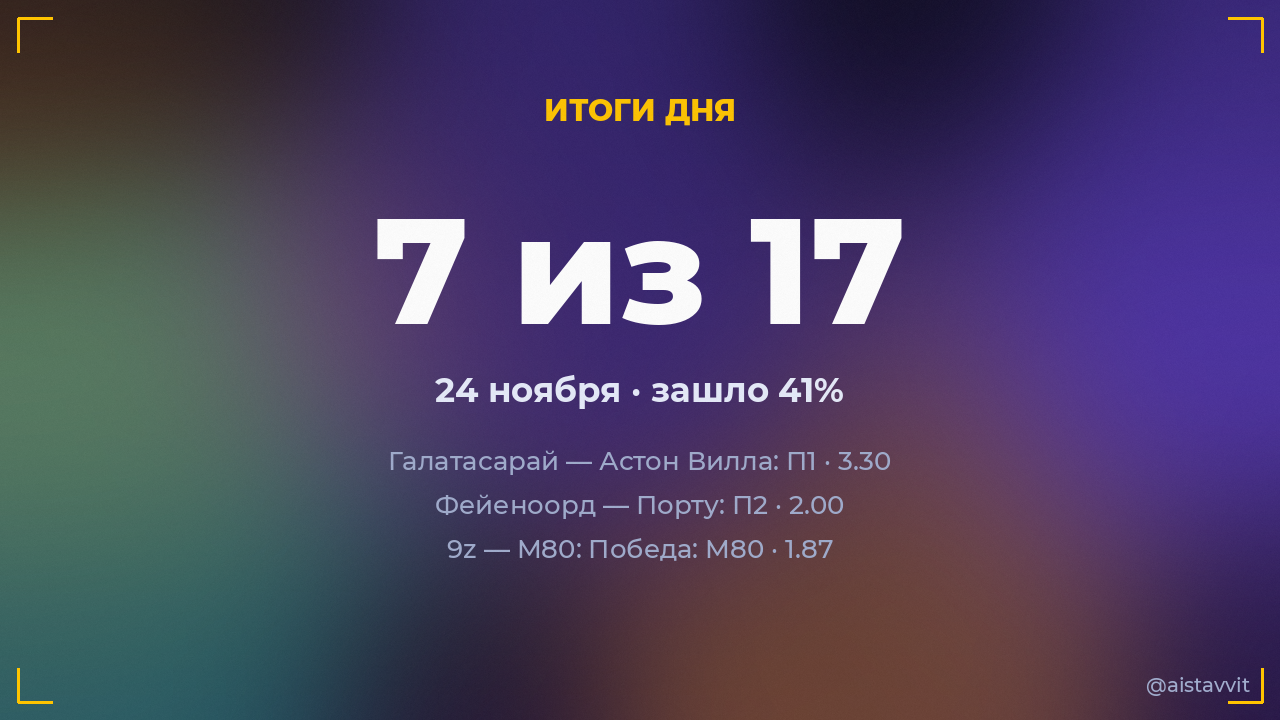 ИТОГИ ДНЯ
7 из 17
24 ноября · зашло 41%
Галатасарай — Астон Вилла: П1 · 3.30
Фейеноорд — Порту: П2 · 2.00
9z — M80: Победа: M80 · 1.87
@aistavvit